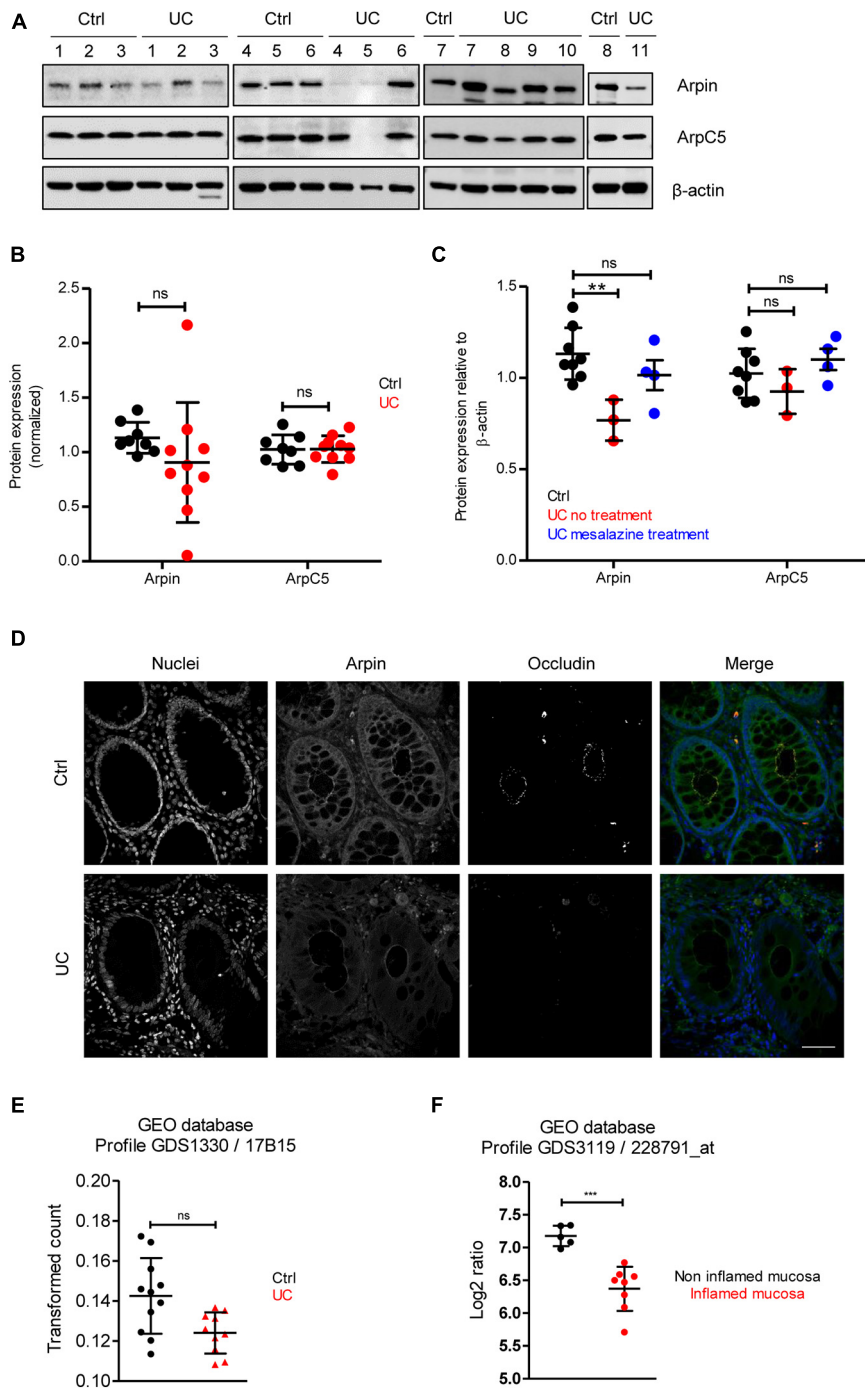 A
Ctrl UC Ctrl UC Ctrl UC Ctrl UC
1 2 3 1 2 3 4 5 6 4 5 6 7 7 8 9 10 8 11
Arpin
ArpC5
β-actin
B
Protein expression
(normalized)
2.5
2.0
1.5
1.0
0.5
0.0
ns
ns
Ctrl
UC
Arpin ArpC5
C
Protein expression relative to
β-actin
1.5
1.0
0.5
0.0
ns
**
ns
ns
Ctrl
UC no treatment
UC mesalazine treatment
Arpin ArpC5
D
Nuclei Arpin Occludin Merge
Ctrl
UC
E
GEO database
Profile GDS1330 / 17B15
Transformed count
0.20
0.18
0.16
0.14
0.12
0.10
ns
Ctrl
UC
F
GEO database
Profile GDS3119 / 228791_at
Log2 ratio
8.0
7.5
7.0
6.5
6.0
5.5
5.0
***
Non inflamed mucosa
Inflamed mucosa